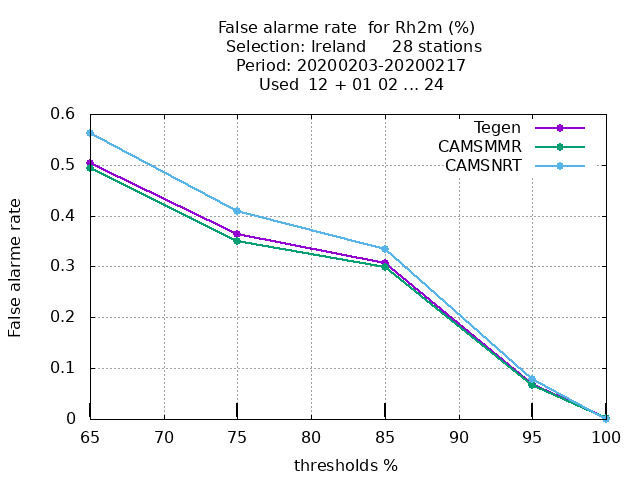 False alarme rate  for Rh2m (%)
Selection: Ireland     28 stations
Period: 20200203-20200217
Used  12 + 01 02 ... 24
Tegen
CAMSMMR
CAMSNRT
False alarme rate
0.6
0.5
0.4
0.3
0.2
0.1
0
65 70 75 80 85 90 95 100
thresholds %